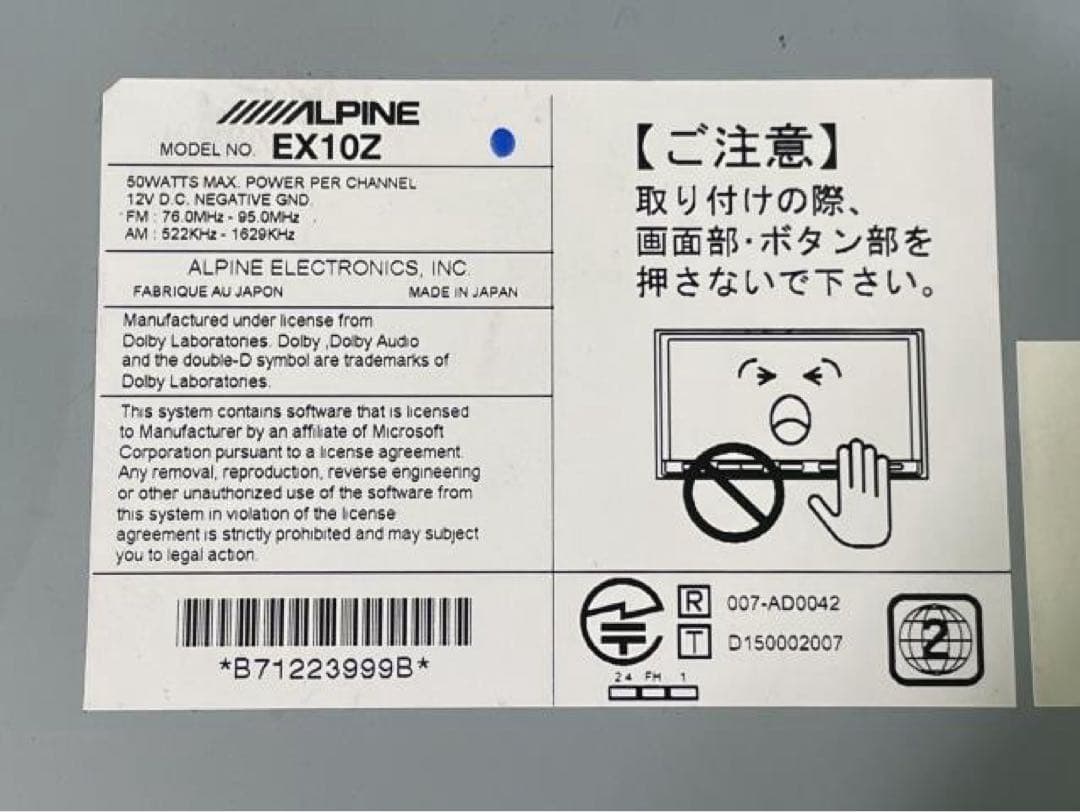 ALPINE
MODEL NO. EX10Z
50WATTS MAX. POWER PER CHANNEL
12V D.C. NEGATIVE GND.
FM : 76.0MHz - 95.0MHz
AM : 522KHz - 1629KHz
ALPINE ELECTRONICS, INC.
FABRIQUE AU JAPON MADE IN JAPAN
Manufactured under license from
Dolby Laboratories. Dolby ,Dolby Audio
and the double-D symbol are trademarks of
Dolby Laboratories.
This system contains software that is licensed
to Manufacturer by an affiliate of Microsoft
Corporation pursuant to a license agreement.
Any removal, reproduction, reverse engineering
or other unauthorized use of the software from
this system in violation of the license
agreement is strictly prohibited and may subject
you to legal action.
*B71223999B*
【ご注意】
取り付けの際、
画面部・ボタン部を
押さないで下さい。
R 007-AD0042
T D150002007
2.4 FH 1
2